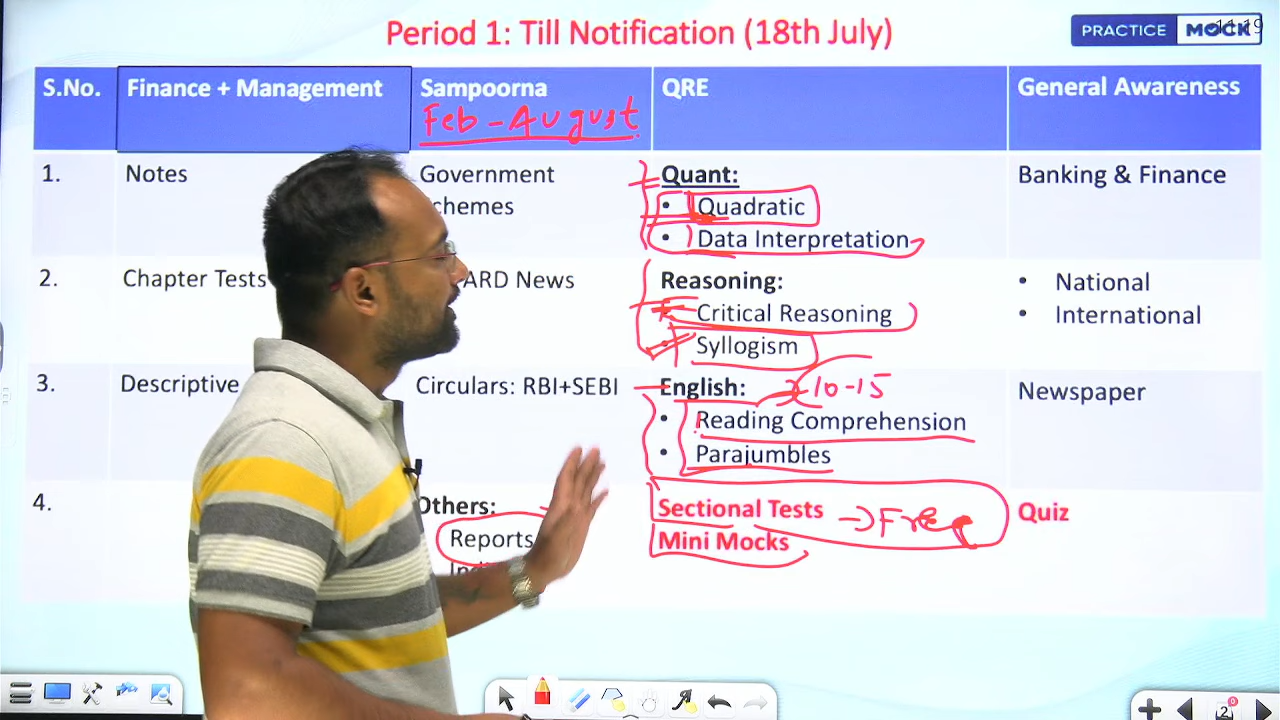 Period 1: Till Notification (18th July)
PRACTICE MOCK
11:19
S.No. Finance + Management Sampoorna QRE General Awareness
Feb - August
1. Notes Government Quant: Banking & Finance
chemes • Quadratic
• Data Interpretation
2. Chapter Tests ARD News Reasoning: • National
Critical Reasoning • International
Syllogism
3. Descriptive Circulars: RBI+SEBI English: 10-15 Newspaper
• Reading Comprehension
• Parajumbles
4. Others: Sectional Tests → Quiz
Reports Mini Mocks
2